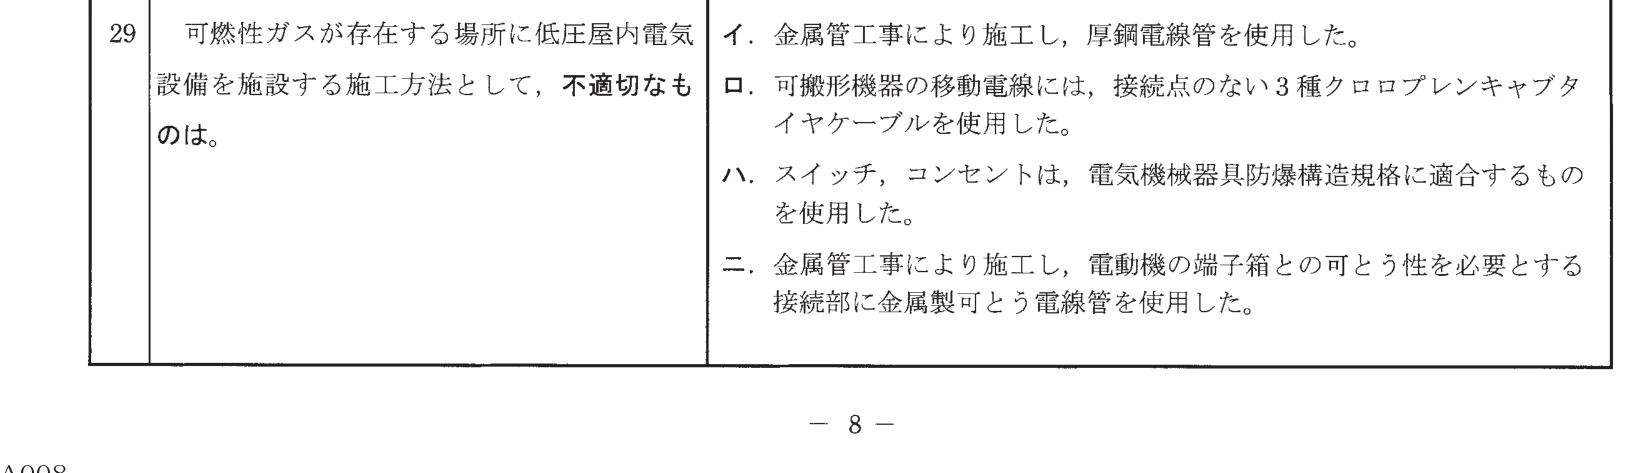 29
可燃性ガスが存在する場所に低圧屋内電気
設備を施設する施工方法として，不適切なも
のは。
イ．金属管工事により施工し，厚鋼電線管を使用した。
ロ．可搬形機器の移動電線には，接続点のない3種クロロプレンキャブタ
イヤケーブルを使用した。
ハ．スイッチ，コンセントは，電気機械器具防爆構造規格に適合するもの
を使用した。
ニ．金属管工事により施工し，電動機の端子箱との可とう性を必要とする
接続部に金属製可とう電線管を使用した。
－ 8 －